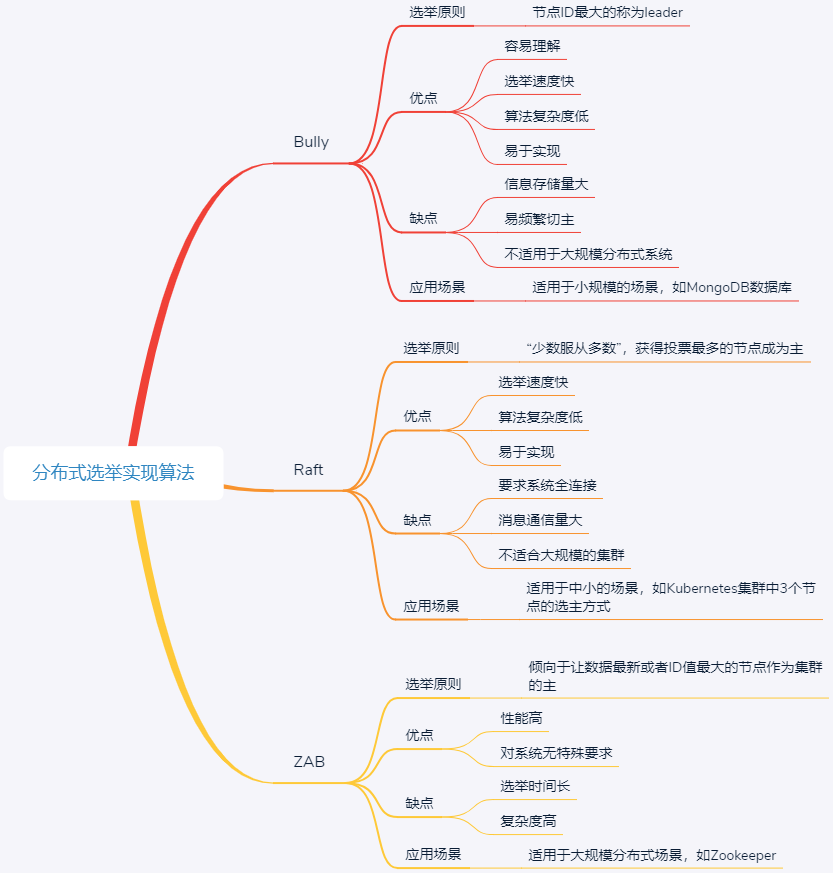 分布式选举实现算法
Bully
选举原则
节点ID最大的称为leader
优点
容易理解
选举速度快
算法复杂度低
易于实现
缺点
信息存储量大
易频繁切主
不适用于大规模分布式系统
应用场景
适用于小规模的场景，如MongoDB数据库
Raft
选举原则
“少数服从多数”，获得投票最多的节点成为主
优点
选举速度快
算法复杂度低
易于实现
缺点
要求系统全连接
消息通信量大
不适合大规模的集群
应用场景
适用于中小的场景，如Kubernetes集群中3个节
点的选主方式
ZAB
选举原则
倾向于让数据最新或者ID值最大的节点作为集群
的主
优点
性能高
对系统无特殊要求
缺点
选举时间长
复杂度高
应用场景
适用于大规模分布式场景，如Zookeeper